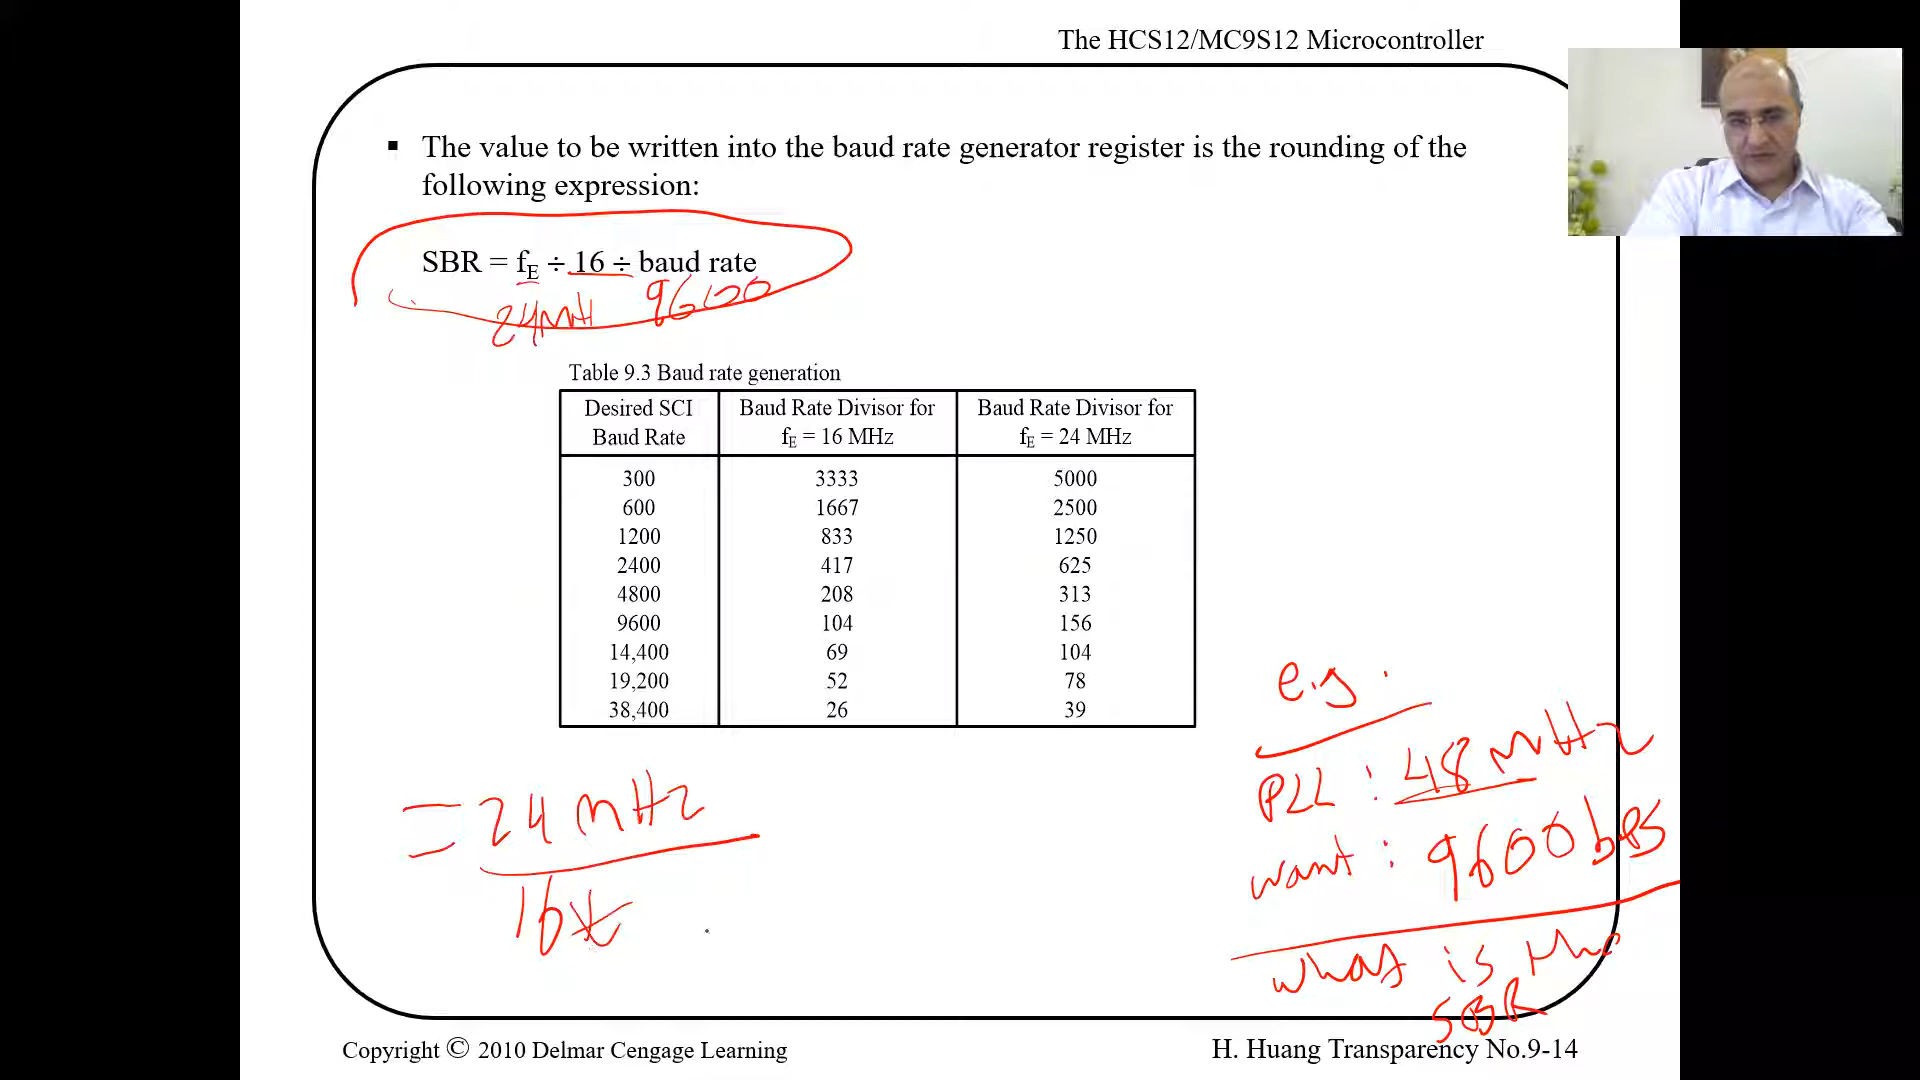 The HCS12/MC9S12 Microcontroller
▪ The value to be written into the baud rate generator register is the rounding of the
following expression:
SBR = fE ÷ 16 ÷ baud rate
24MH 9600
Table 9.3 Baud rate generation
Desired SCI Baud Rate | Baud Rate Divisor for fE = 16 MHz | Baud Rate Divisor for fE = 24 MHz
300 3333 5000
600 1667 2500
1200 833 1250
2400 417 625
4800 208 313
9600 104 156
14,400 69 104
19,200 52 78
38,400 26 39
e.g.
PLL : 48 MHz
want : 9600 bps
what is the
SBR
= 24 MHz
16 *
Copyright © 2010 Delmar Cengage Learning
H. Huang Transparency No.9-14